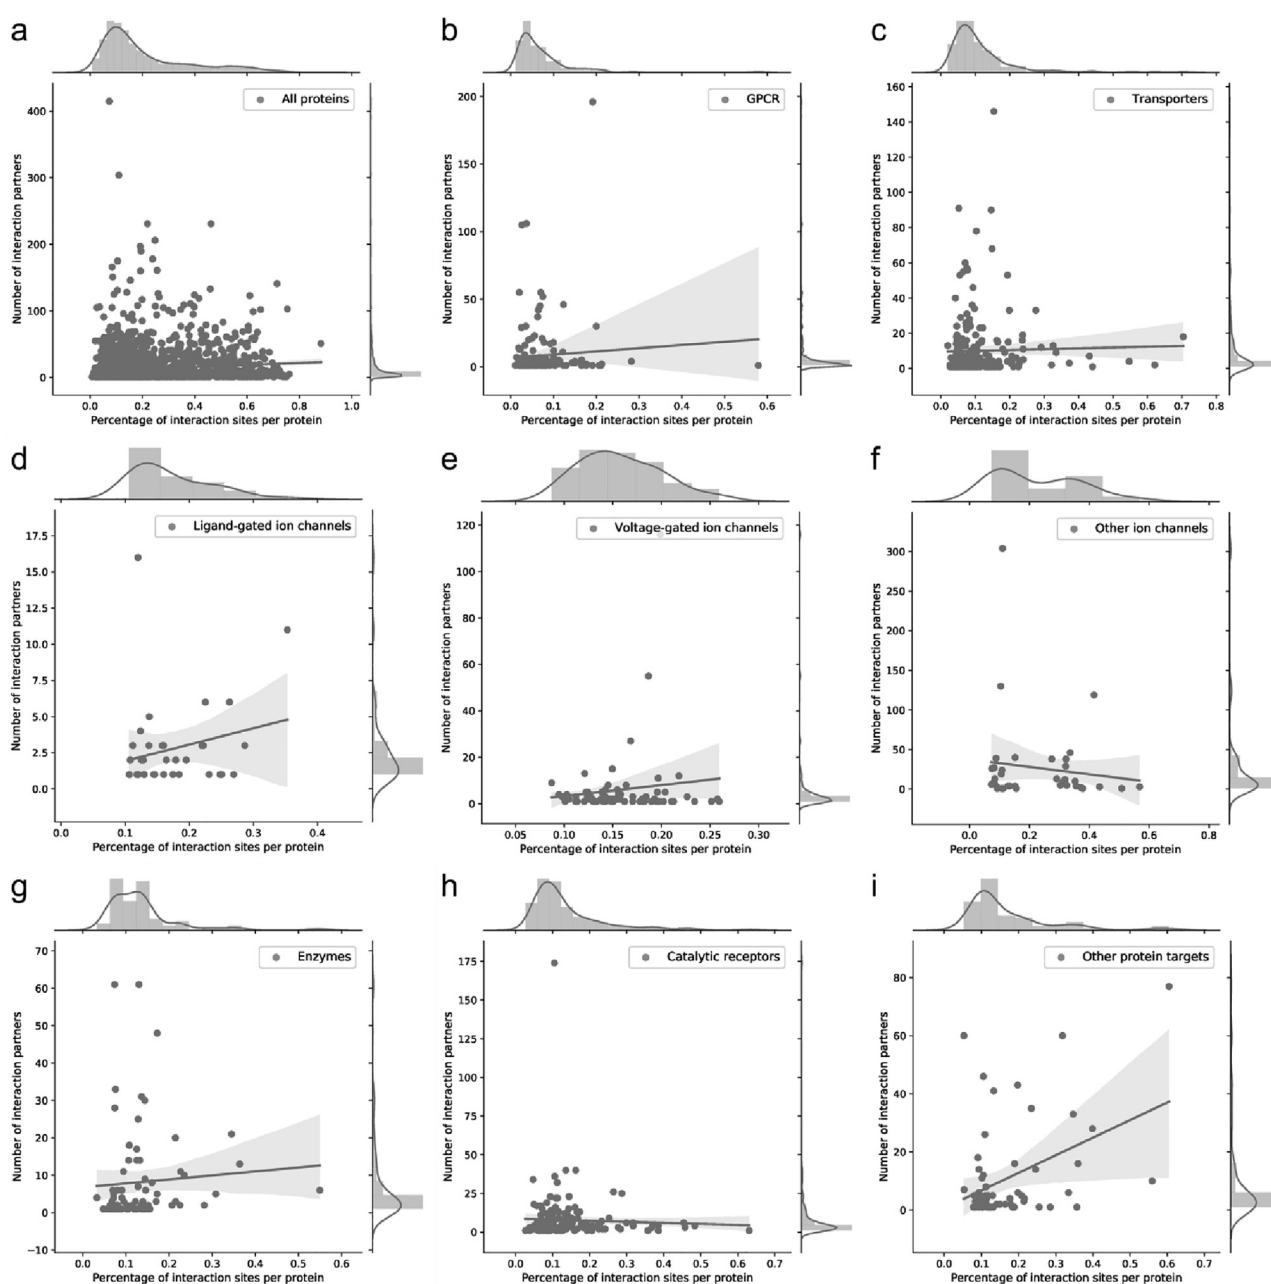 a
All proteins
Number of interaction partners
400
300
200
100
0
0.0 0.2 0.4 0.6 0.8 1.0
Percentage of interaction sites per protein
b
GPCR
Number of interaction partners
200
150
100
50
0
0.0 0.1 0.2 0.3 0.4 0.5 0.6
Percentage of interaction sites per protein
c
Transporters
Number of interaction partners
160
140
120
100
80
60
40
20
0
0.0 0.1 0.2 0.3 0.4 0.5 0.6 0.7 0.8
Percentage of interaction sites per protein
d
Ligand-gated ion channels
Number of interaction partners
17.5
15.0
12.5
10.0
7.5
5.0
2.5
0.0
0.0 0.1 0.2 0.3 0.4
Percentage of interaction sites per protein
e
Voltage-gated ion channels
Number of interaction partners
120
100
80
60
40
20
0
0.05 0.10 0.15 0.20 0.25 0.30
Percentage of interaction sites per protein
f
Other ion channels
Number of interaction partners
300
250
200
150
100
50
0
0.0 0.2 0.4 0.6 0.8
Percentage of interaction sites per protein
g
Enzymes
Number of interaction partners
70
60
50
40
30
20
10
0
−10
0.0 0.1 0.2 0.3 0.4 0.5 0.6
Percentage of interaction sites per protein
h
Catalytic receptors
Number of interaction partners
175
150
125
100
75
50
25
0
0.0 0.1 0.2 0.3 0.4 0.5 0.6 0.7
Percentage of interaction sites per protein
i
Other protein targets
Number of interaction partners
80
60
40
20
0
0.0 0.1 0.2 0.3 0.4 0.5 0.6 0.7
Percentage of interaction sites per protein